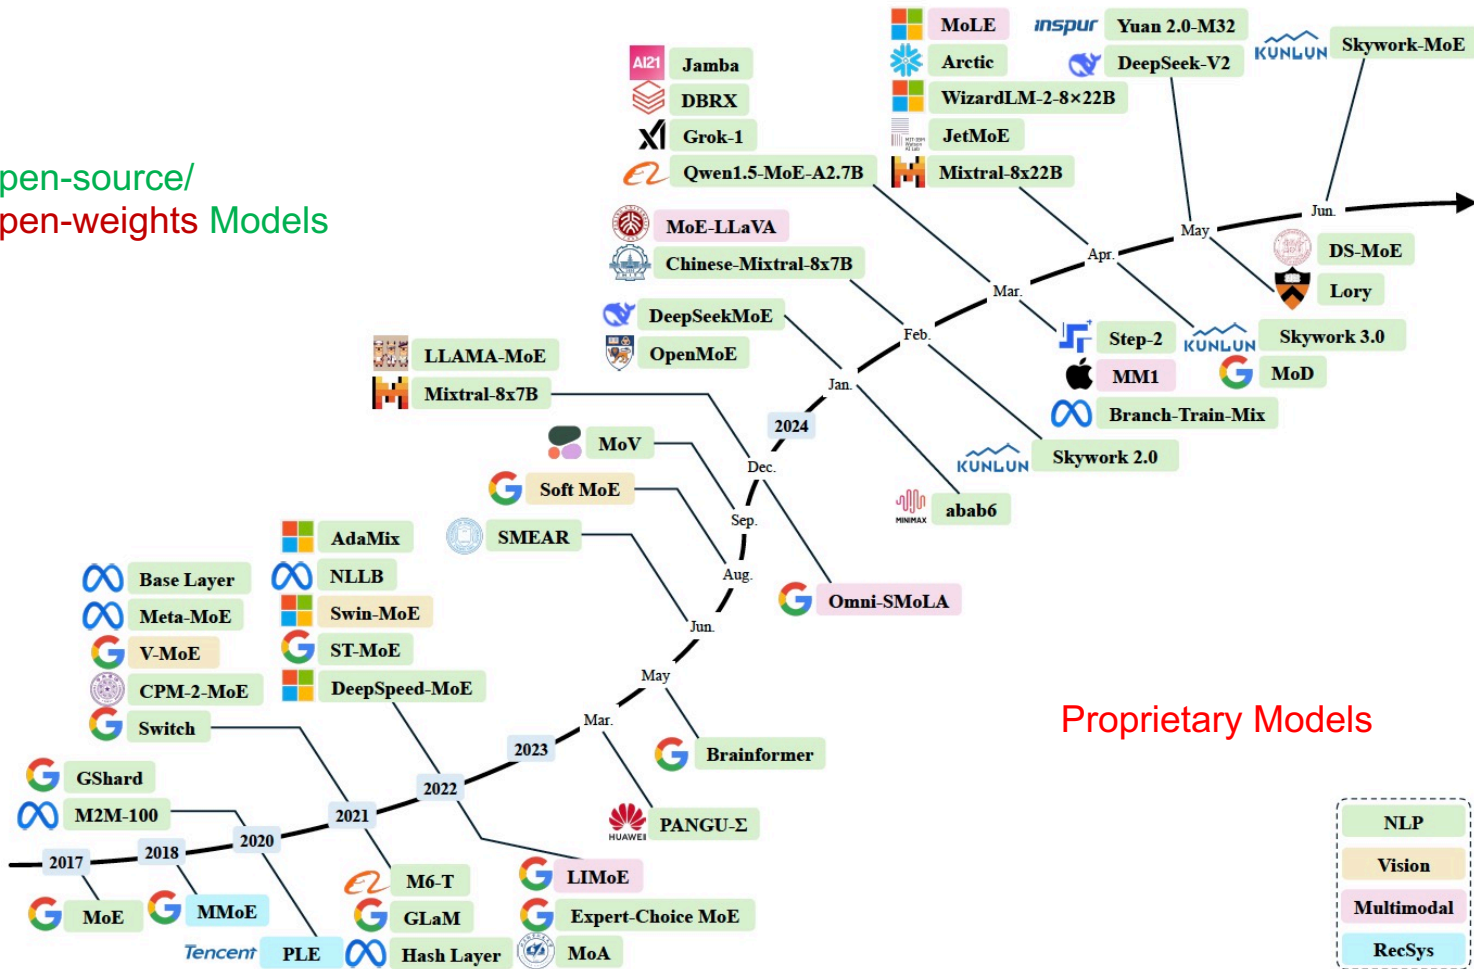 MoLE
inspur Yuan 2.0-M32
KUNLUN Skywork-MoE
AI21 Jamba
Arctic
DeepSeek-V2
DBRX
WizardLM-2-8×22B
xI Grok-1
JetMoE
Qwen1.5-MoE-A2.7B
Mixtral-8x22B
pen-source/
pen-weights Models
MoE-LLaVA
Chinese-Mixtral-8x7B
Jun.
May
Apr.
Mar.
Feb.
Jan.
DS-MoE
Lory
DeepSeekMoE
OpenMoE
Step-2
KUNLUN Skywork 3.0
MM1
MoD
Branch-Train-Mix
LLAMA-MoE
Mixtral-8x7B
2024
MoV
Dec.
KUNLUN Skywork 2.0
Soft MoE
MINIMAX abab6
Sep.
SMEAR
AdaMix
Base Layer
NLLB
Aug.
Meta-MoE
Swin-MoE
Omni-SMoLA
V-MoE
ST-MoE
Jun.
CPM-2-MoE
DeepSpeed-MoE
May
Switch
Mar.
Proprietary Models
2023
Brainformer
GShard
2022
M2M-100
2021
HUAWEI PANGU-Σ
2020
2018
2017
NLP
Vision
Multimodal
RecSys
M6-T
LIMoE
MoE
MMoE
GLaM
Expert-Choice MoE
Tencent PLE
Hash Layer
MoA